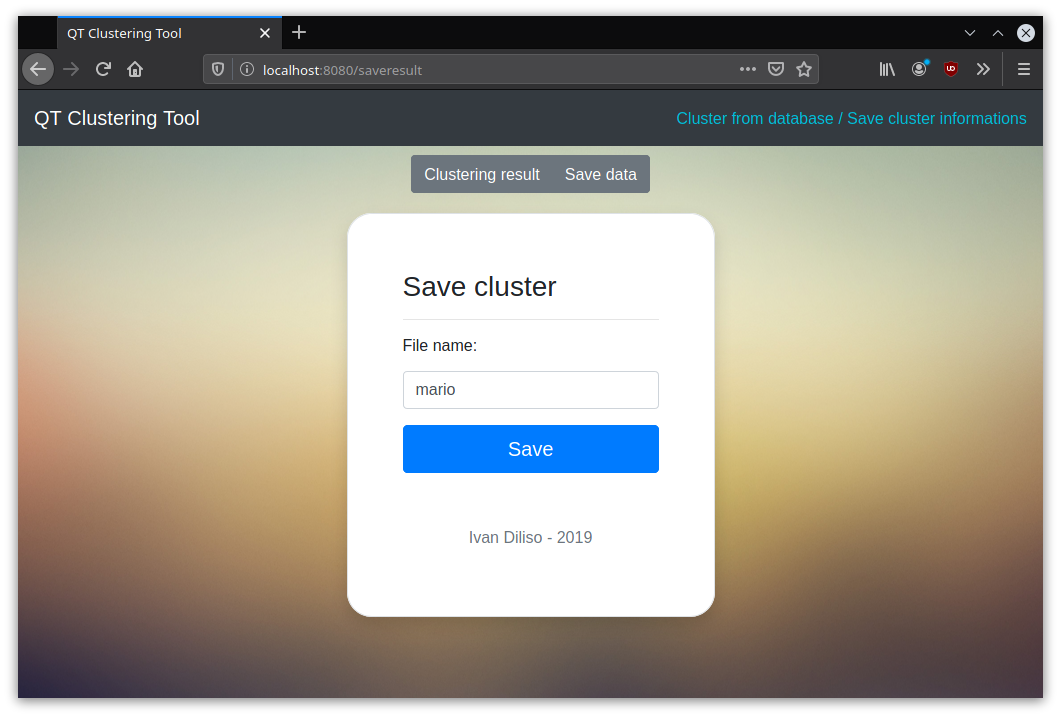 QT Clustering Tool
localhost:8080/saveresult
QT Clustering Tool
Cluster from database / Save cluster informations
Clustering result
Save data
Save cluster
File name:
mario
Save
Ivan Diliso - 2019